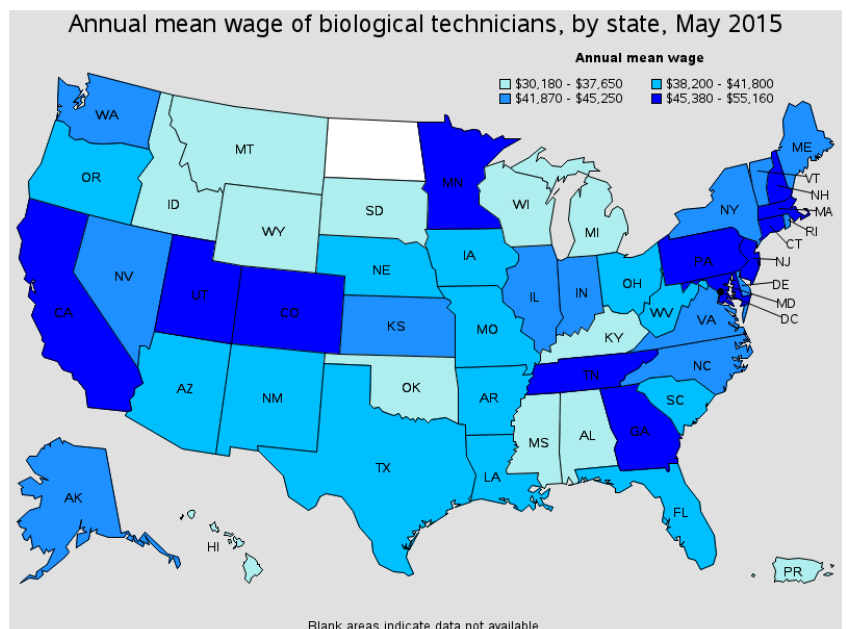 Annual mean wage of biological technicians, by state, May 2015
Annual mean wage
$30,180 - $37,650 $38,200 - $41,800
$41,870 - $45,250 $45,380 - $55,160
WA
MT
ME
OR
MN
VT
ID
SD
WI
NH
WY
NY
MA
MI
RI
CT
NE
IA
PA
NJ
NV
OH
DE
UT
IL
IN
MD
CO
WV
DC
CA
KS
MO
VA
KY
NC
AZ
OK
TN
NM
AR
SC
MS
AL
GA
TX
LA
AK
FL
HI
PR
Blank areas indicate data not available